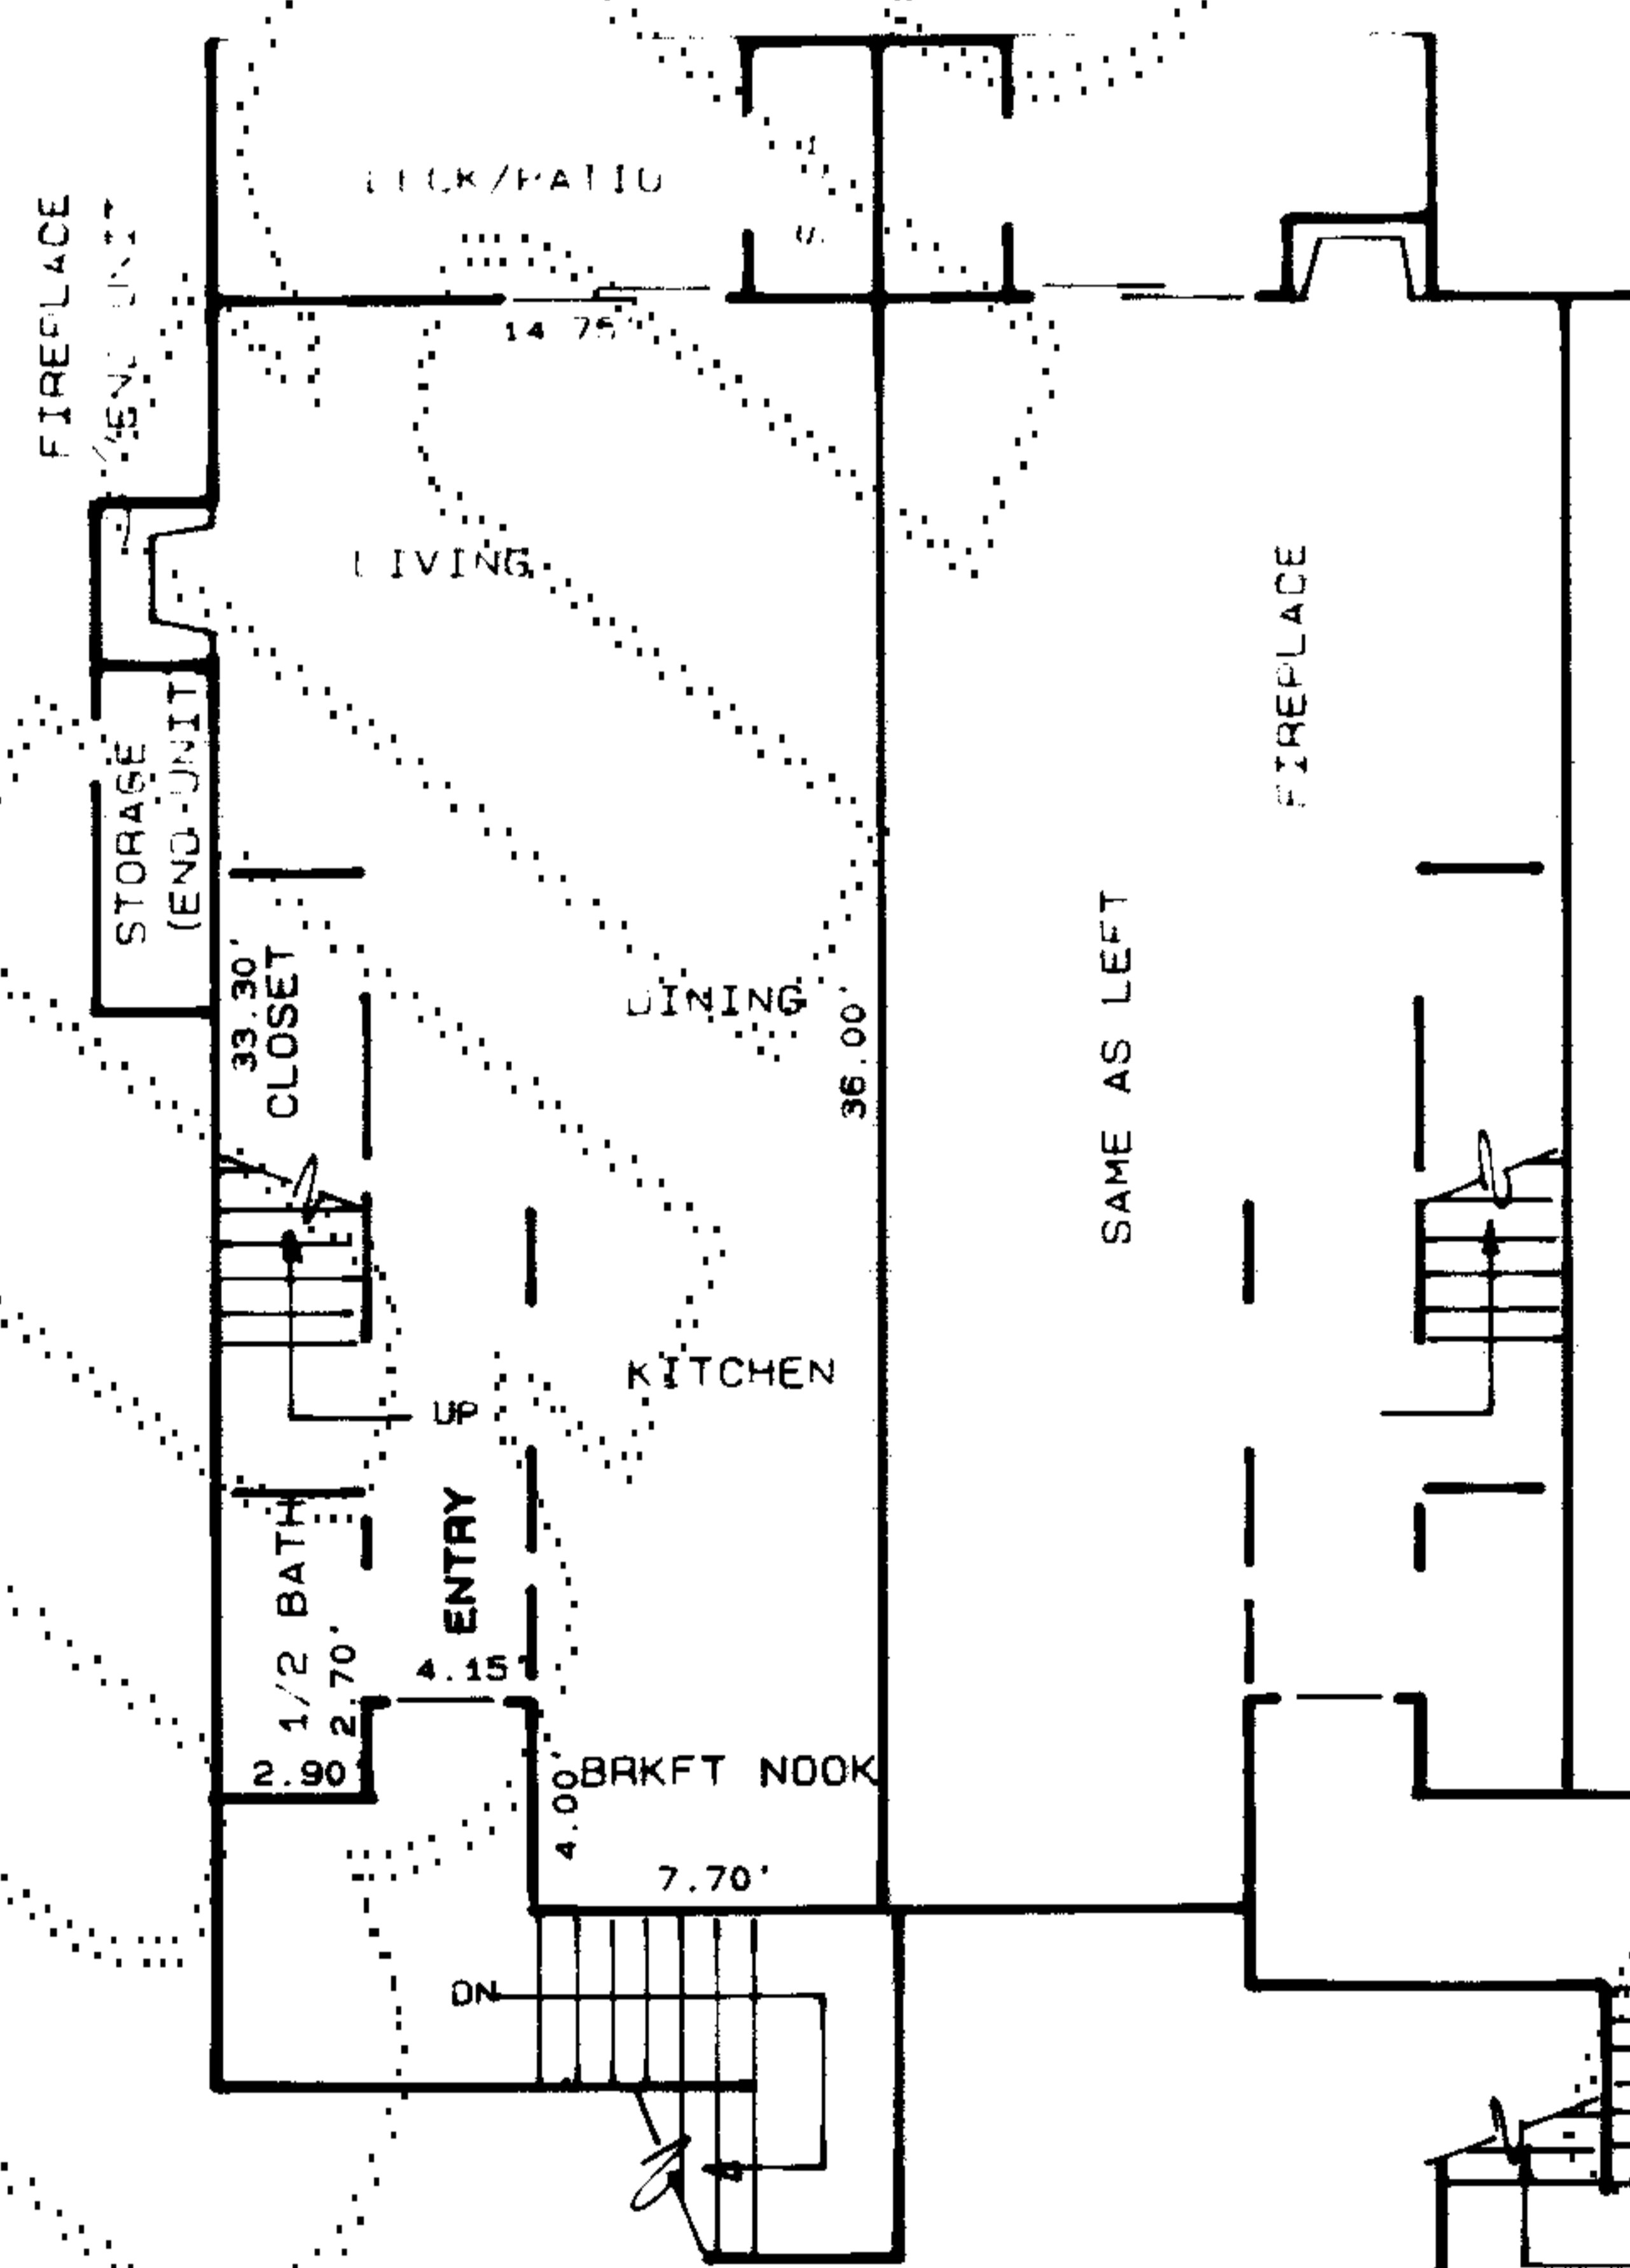 FIREPLACE
14.75'
LIVING
FIREPLACE
STORAGE
(END UNIT
33.30'
CLOSET
DINING
36.00'
SAME AS LEFT
KITCHEN
UP
ENTRY
1/2 BATH
4.15'
2.70'
2.90'
BRKFT NOOK
4.00'
7.70'
DN